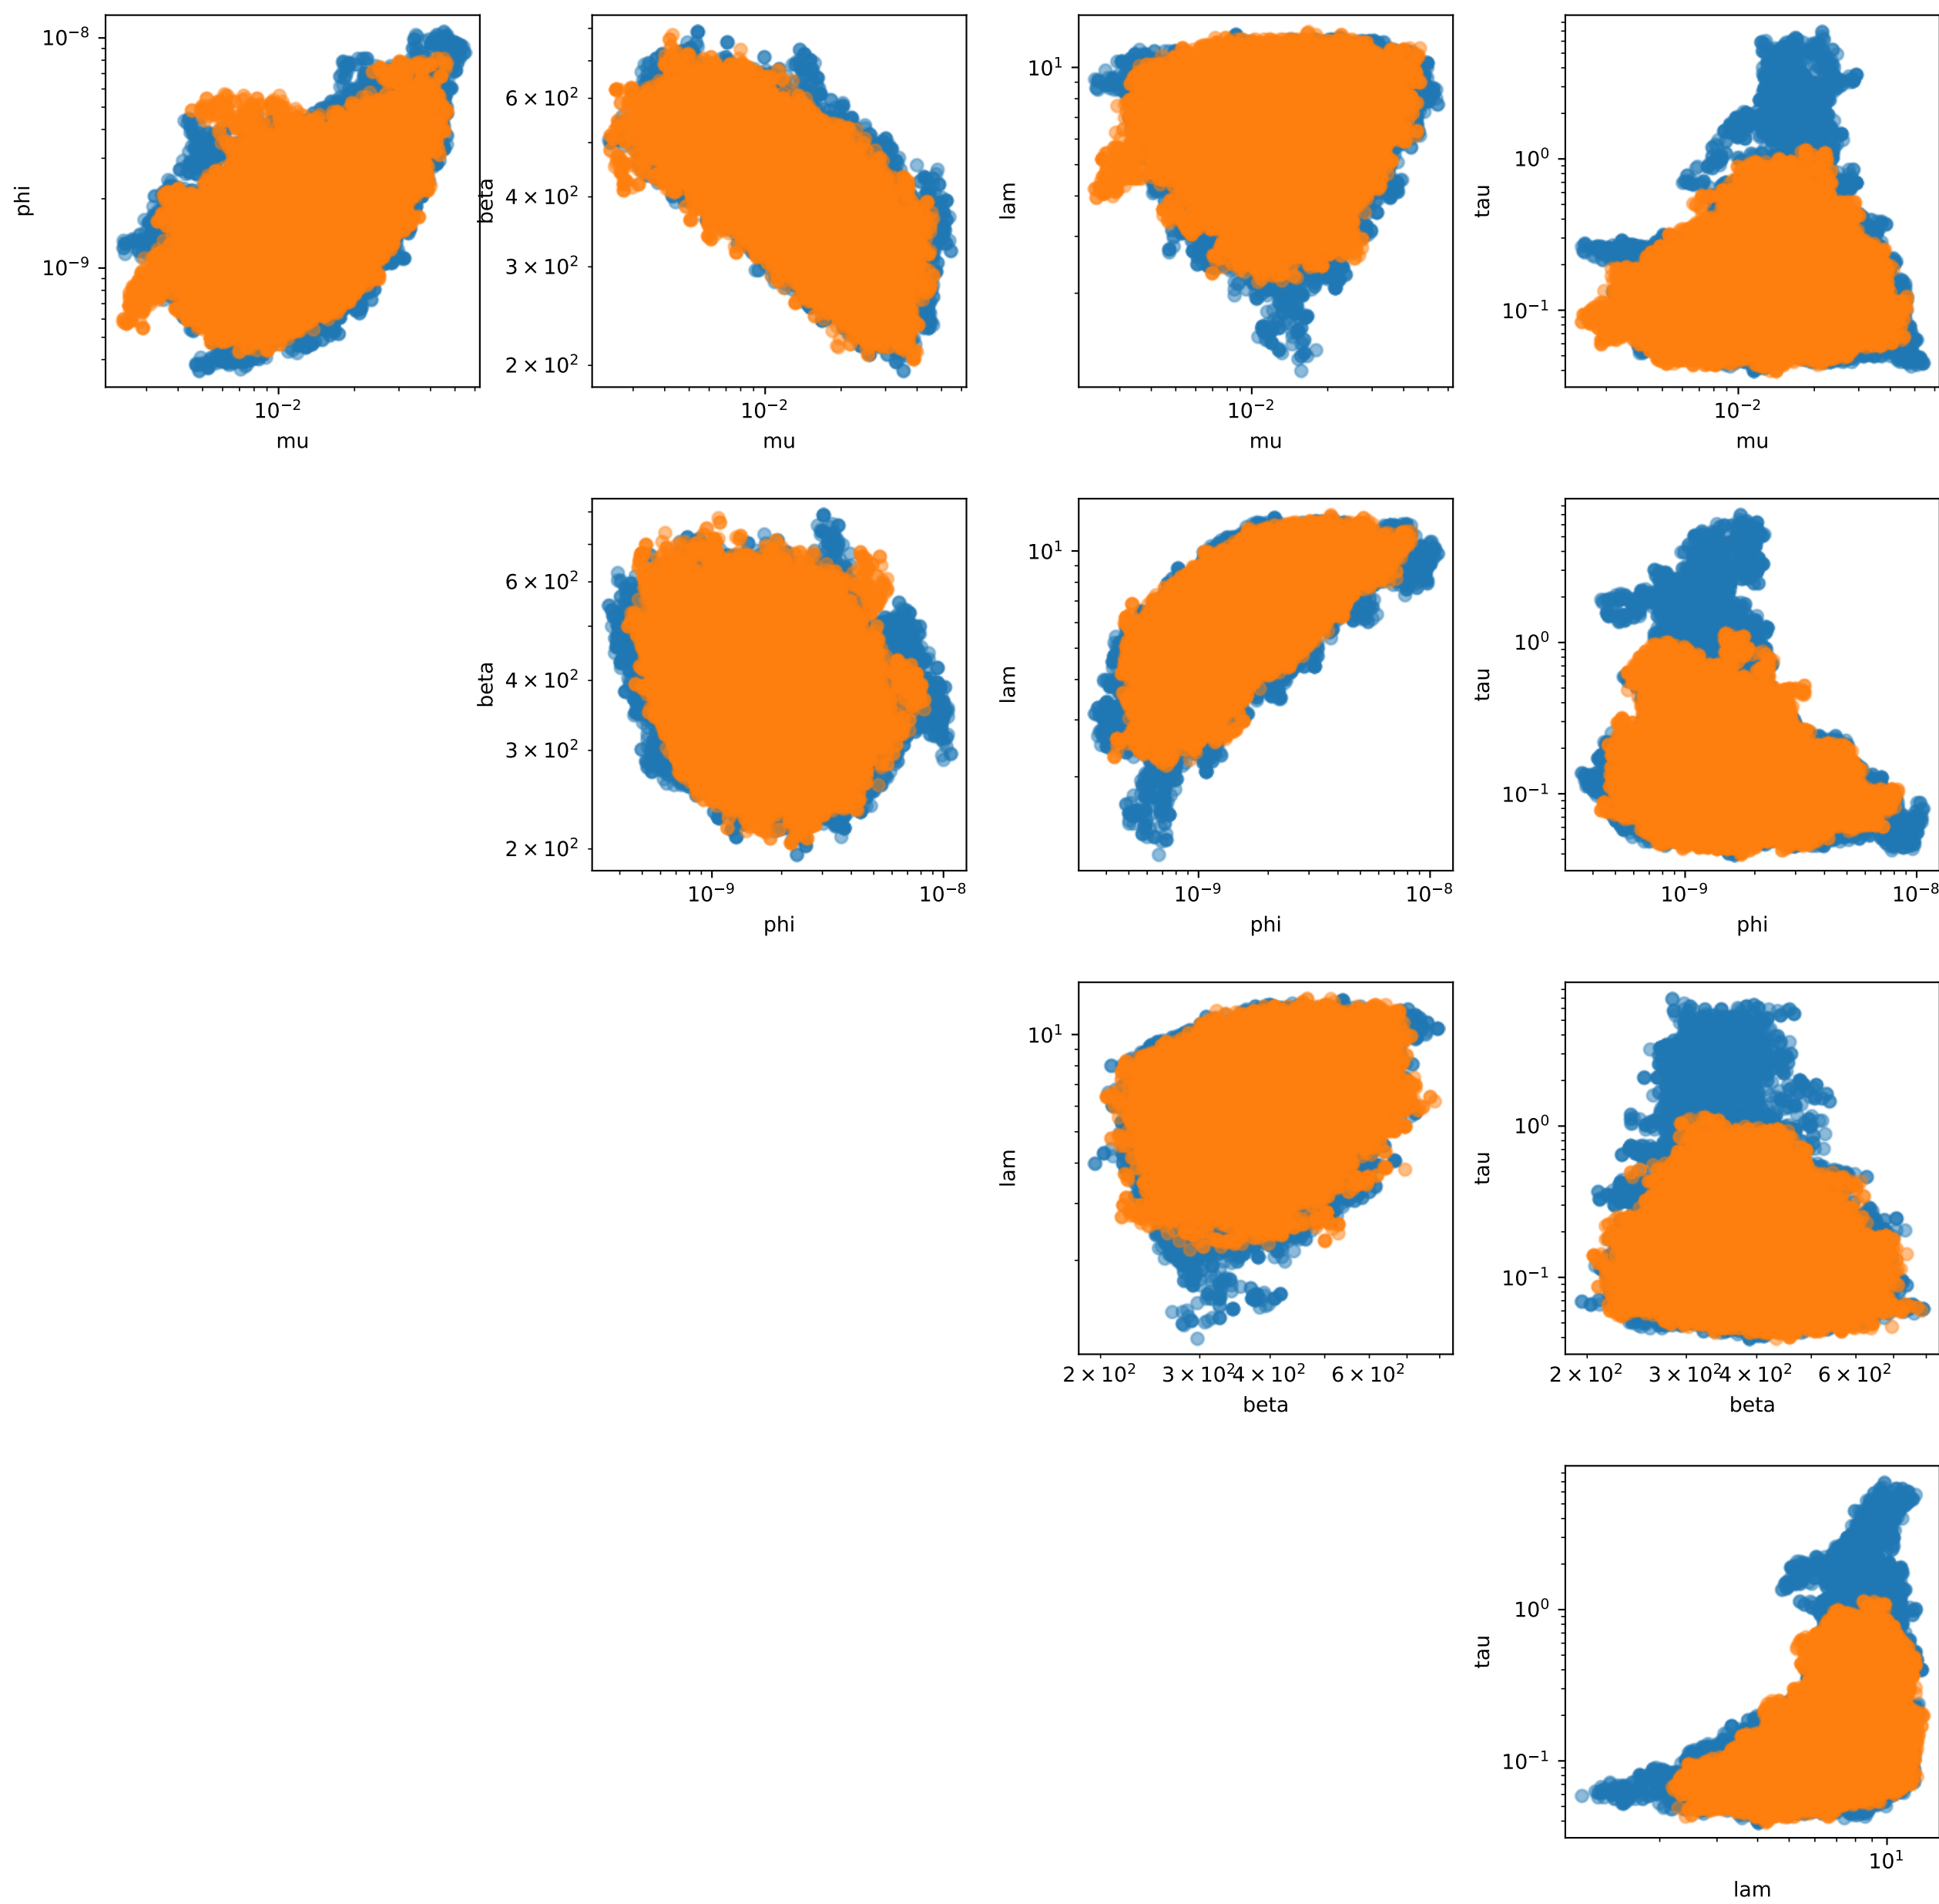 phi
10⁻⁸
10⁻⁹
10⁻²
mu
beta
6 × 10²
4 × 10²
3 × 10²
2 × 10²
10⁻²
mu
lam
10¹
10⁻²
mu
tau
10⁰
10⁻¹
10⁻²
mu
beta
6 × 10²
4 × 10²
3 × 10²
2 × 10²
10⁻⁹ 10⁻⁸
phi
lam
10¹
10⁻⁹ 10⁻⁸
phi
tau
10⁰
10⁻¹
10⁻⁹ 10⁻⁸
phi
lam
10¹
2 × 10² 3 × 10² 4 × 10² 6 × 10²
beta
tau
10⁰
10⁻¹
2 × 10² 3 × 10² 4 × 10² 6 × 10²
beta
tau
10⁰
10⁻¹
10¹
lam